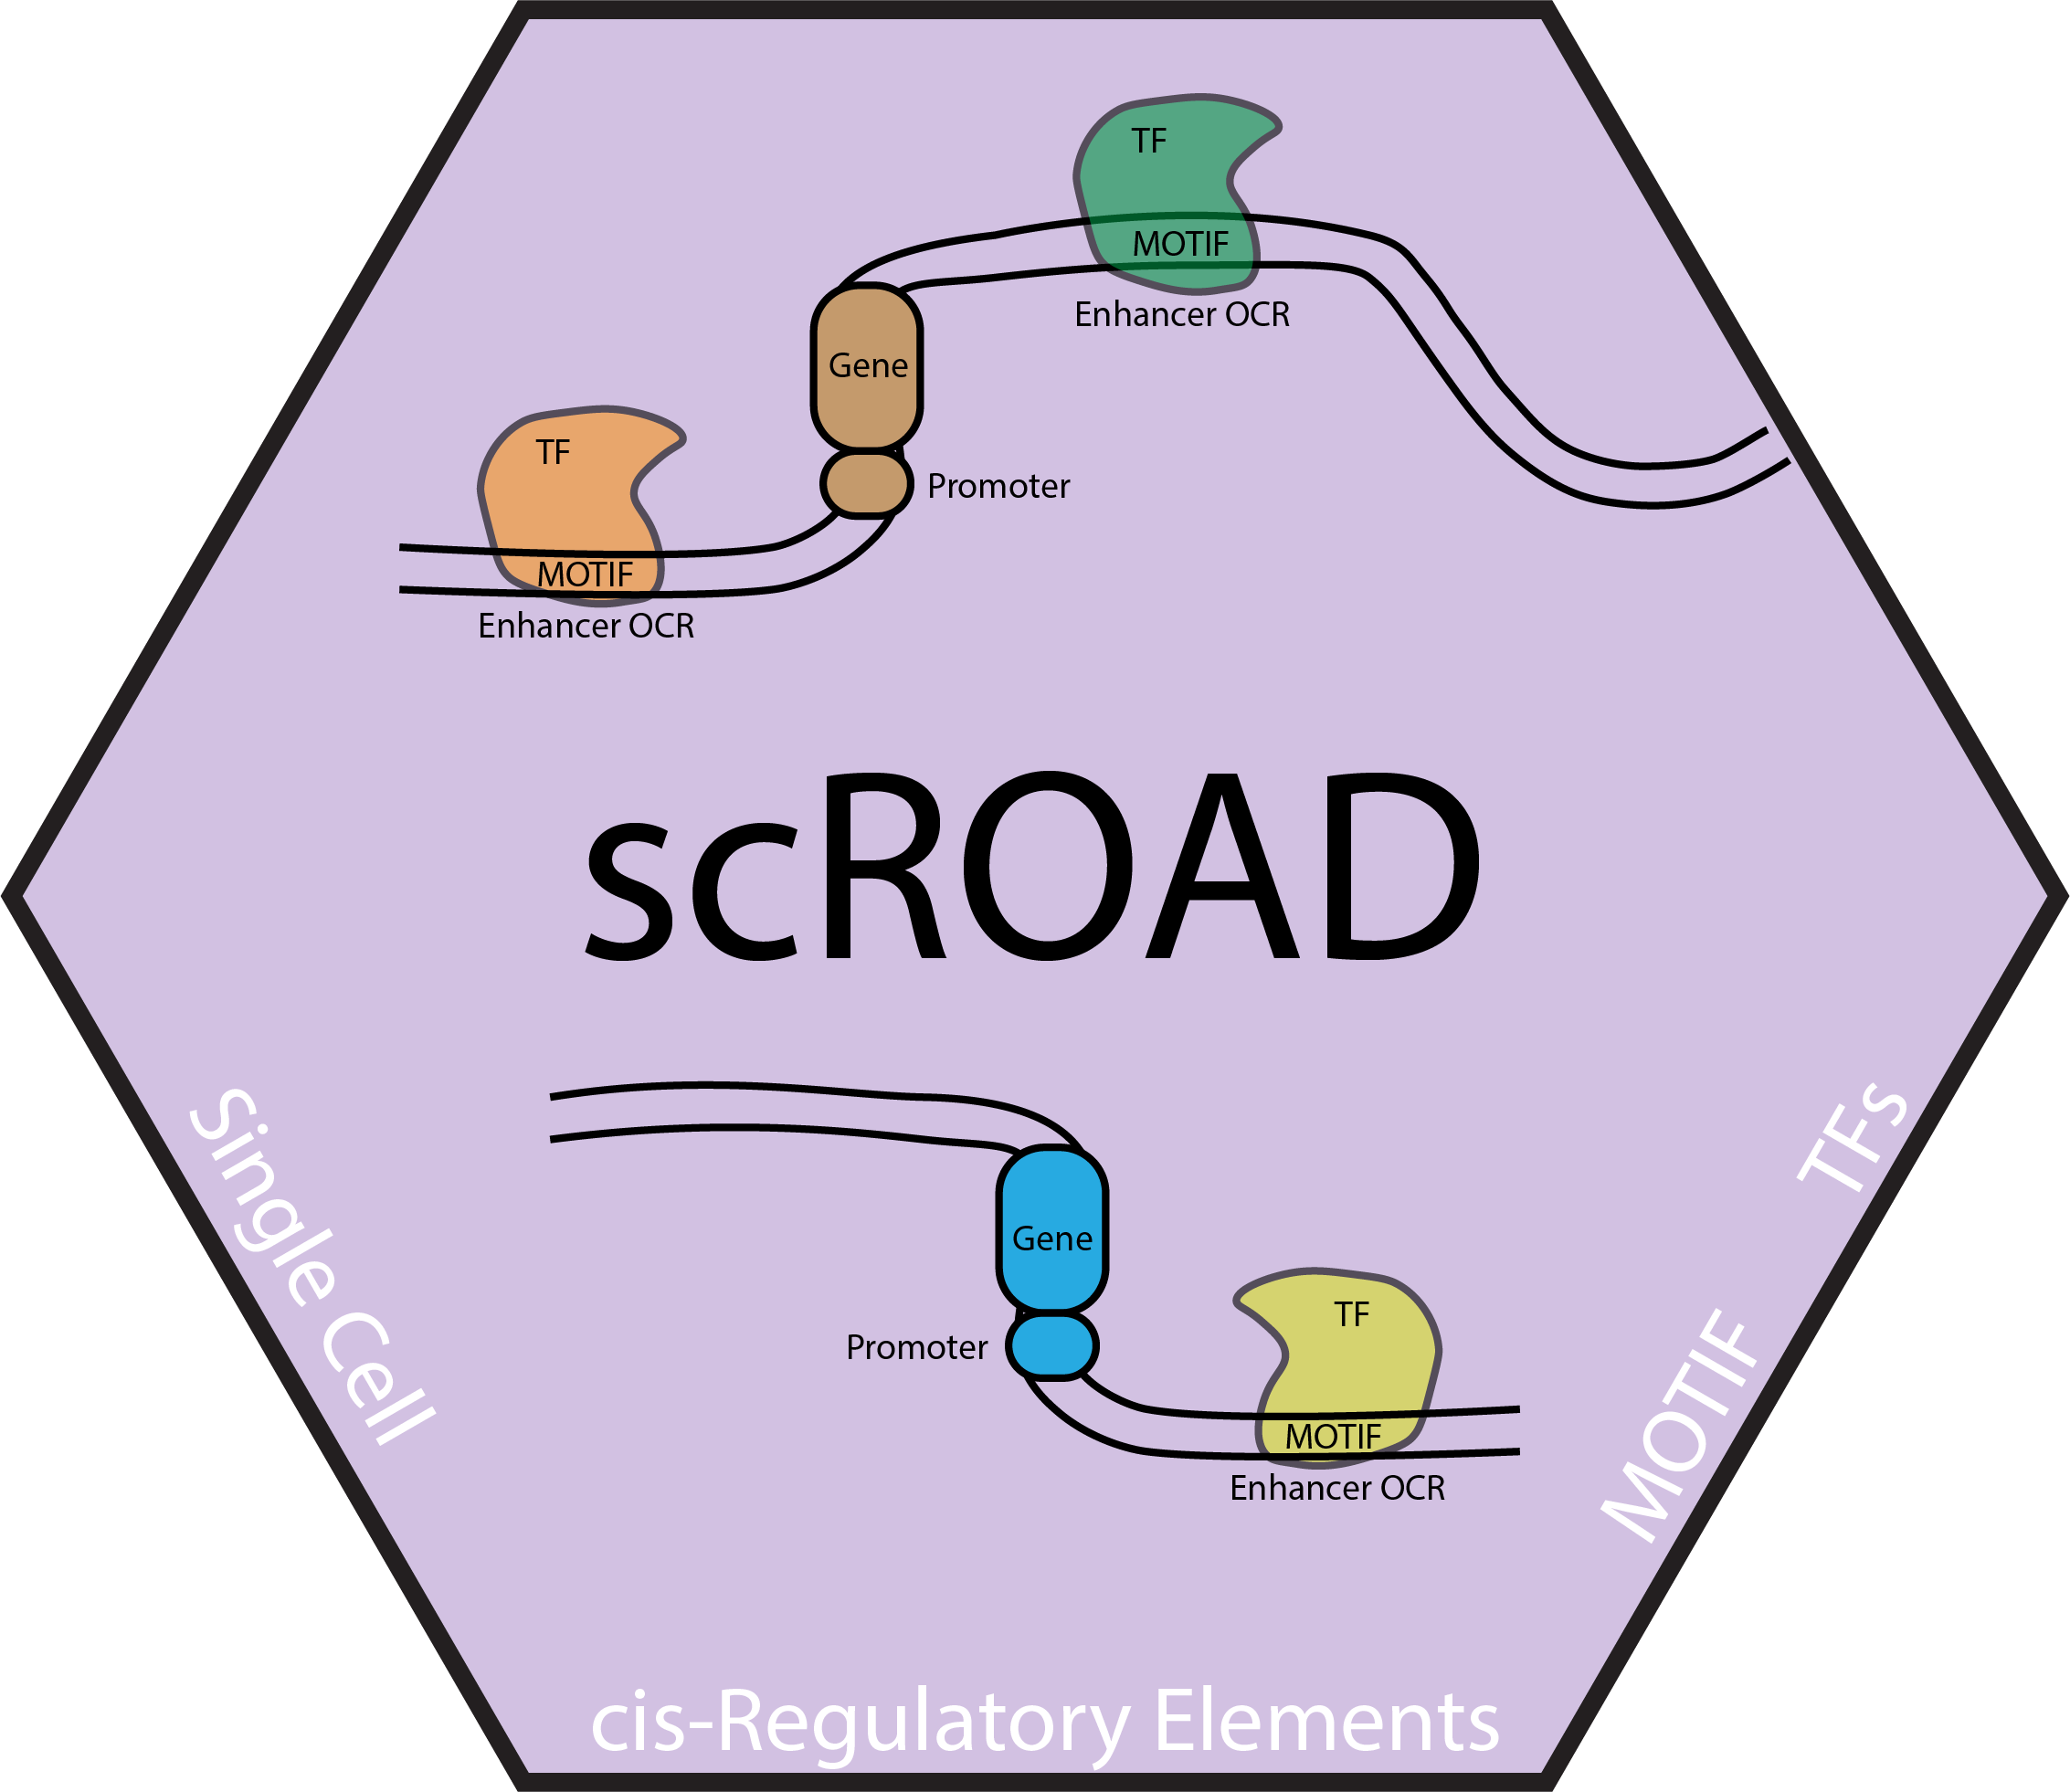 TF
MOTIF
Enhancer OCR
Gene
TF
Promoter
MOTIF
Enhancer OCR
scROAD
Gene
TF
Promoter
MOTIF
Enhancer OCR
Single Cell
TFs
MOTIF
cis-Regulatory Elements